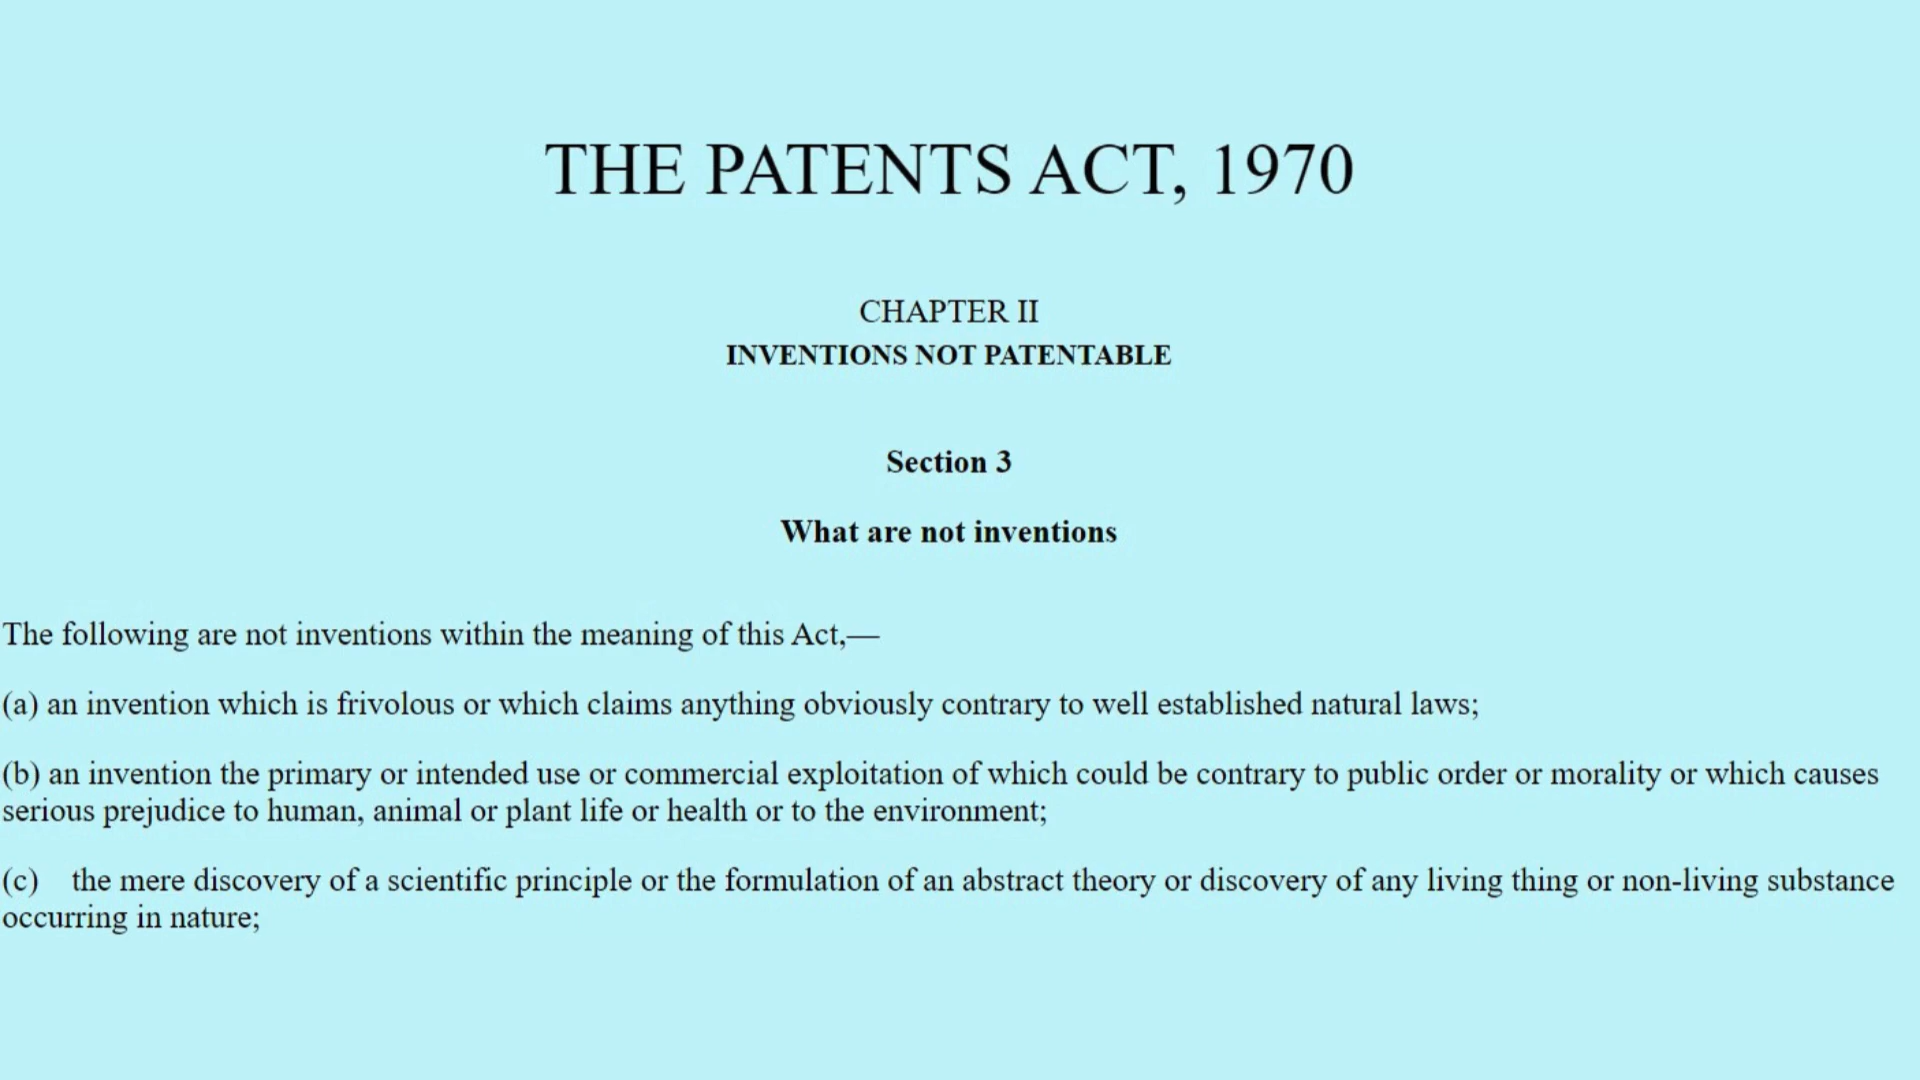 THE PATENTS ACT, 1970
CHAPTER II
INVENTIONS NOT PATENTABLE
Section 3
What are not inventions
The following are not inventions within the meaning of this Act,—
(a) an invention which is frivolous or which claims anything obviously contrary to well established natural laws;
(b) an invention the primary or intended use or commercial exploitation of which could be contrary to public order or morality or which causes
serious prejudice to human, animal or plant life or health or to the environment;
(c) the mere discovery of a scientific principle or the formulation of an abstract theory or discovery of any living thing or non-living substance
occurring in nature;